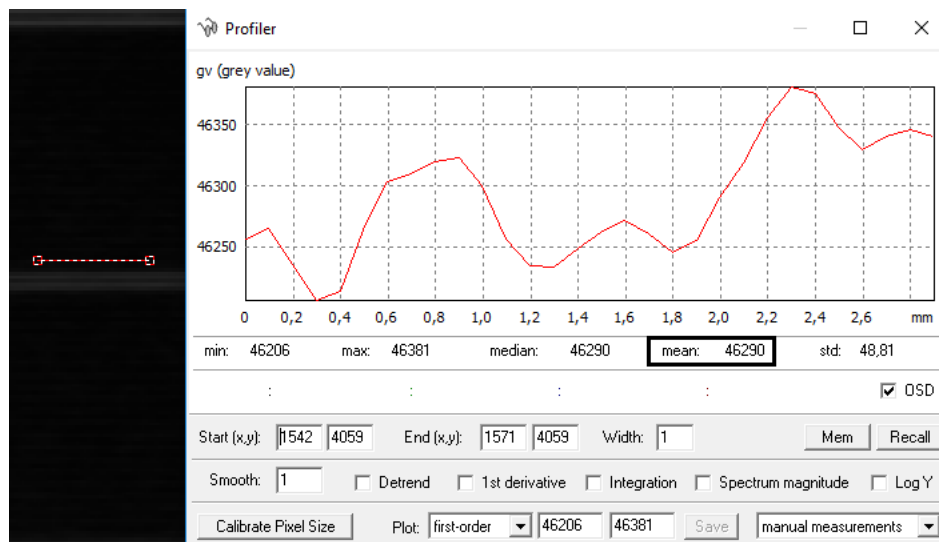 Profiler
gv (grey value)
46350
46300
46250
0 0,2 0,4 0,6 0,8 1,0 1,2 1,4 1,6 1,8 2,0 2,2 2,4 2,6 mm
min: 46206 max: 46381 median: 46290 mean: 46290 std: 48,81
: : : : OSD
Start (x,y): 1542 4059 End (x,y): 1571 4059 Width: 1 Mem Recall
Smooth: 1 Detrend 1st derivative Integration Spectrum magnitude Log Y
Calibrate Pixel Size Plot: first-order 46206 46381 Save manual measurements